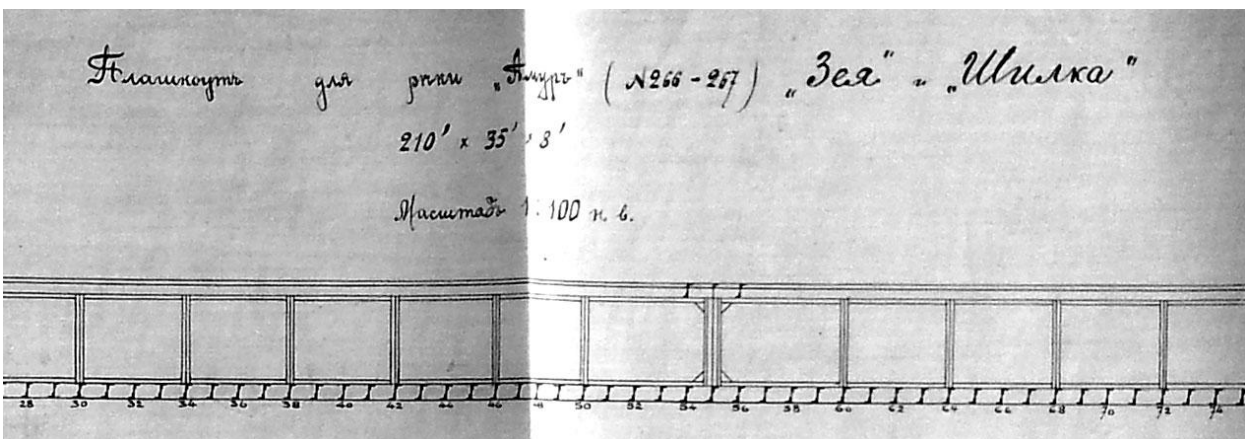 Плашкоутъ для рѣки „Амуръ“ (№266-267) „Зея“ и „Шилка“
210' x 35' x 8'
Масштабъ 1:100 н. в.
28 30 32 34 36 38 40 42 44 46 48 50 52 54 56 58 60 62 64 66 68 70 72 74